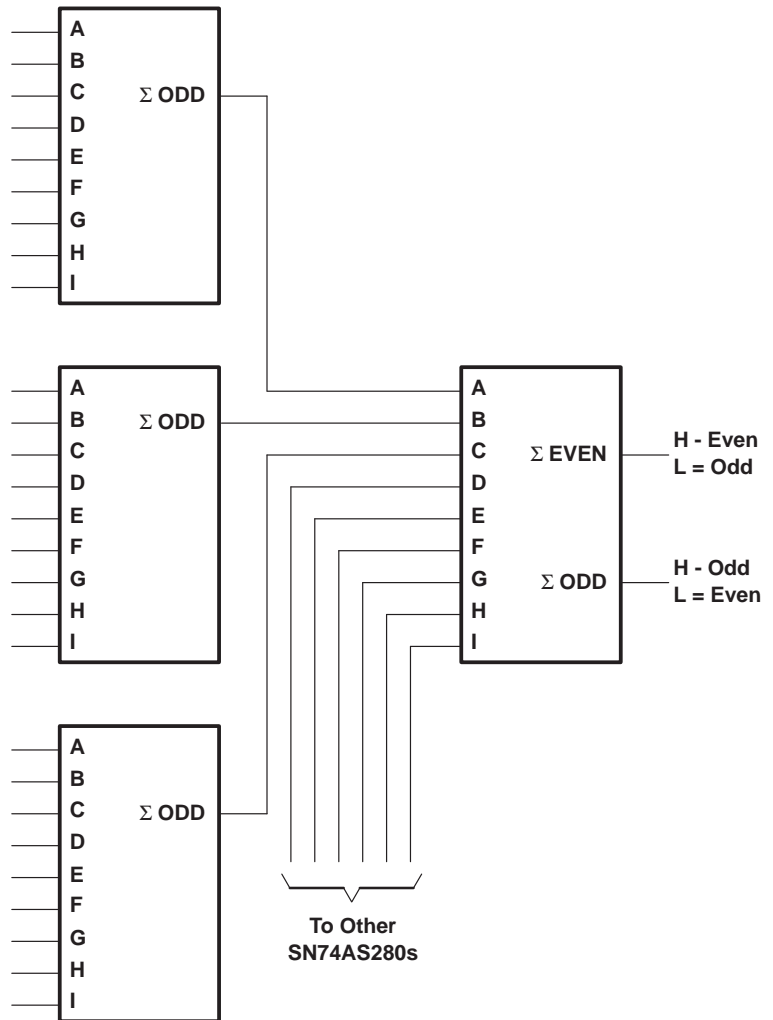 A
B
C
Σ ODD
D
E
F
G
H
I
A
B
Σ ODD
C
D
E
F
G
H
I
A
B
C
Σ EVEN
D
E
F
G
Σ ODD
H
I
H - Even
L = Odd
H - Odd
L = Even
A
B
C
Σ ODD
D
E
F
G
H
I
To Other
SN74AS280s